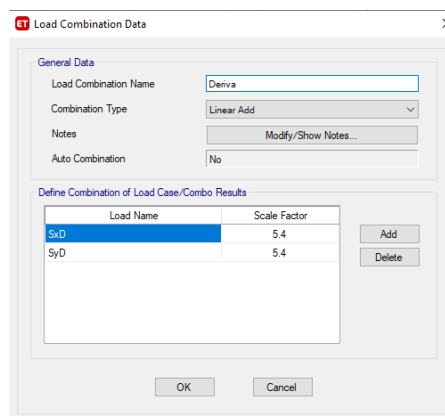 ET Load Combination Data
General Data
Load Combination Name Deriva
Combination Type Linear Add
Notes Modify/Show Notes...
Auto Combination No
Define Combination of Load Case/Combo Results
Load Name Scale Factor
SxD 5.4 Add
SyD 5.4 Delete
OK Cancel